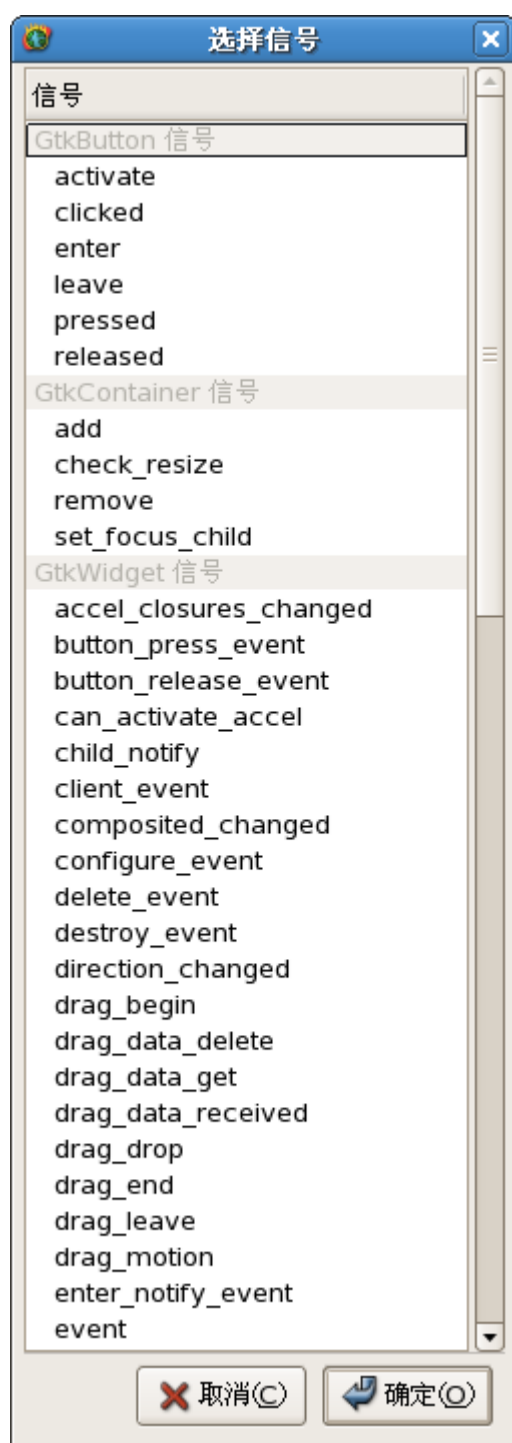 选择信号
信号
GtkButton 信号
activate
clicked
enter
leave
pressed
released
GtkContainer 信号
add
check_resize
remove
set_focus_child
GtkWidget 信号
accel_closures_changed
button_press_event
button_release_event
can_activate_accel
child_notify
client_event
composited_changed
configure_event
delete_event
destroy_event
direction_changed
drag_begin
drag_data_delete
drag_data_get
drag_data_received
drag_drop
drag_end
drag_leave
drag_motion
enter_notify_event
event
取消(C) 确定(O)